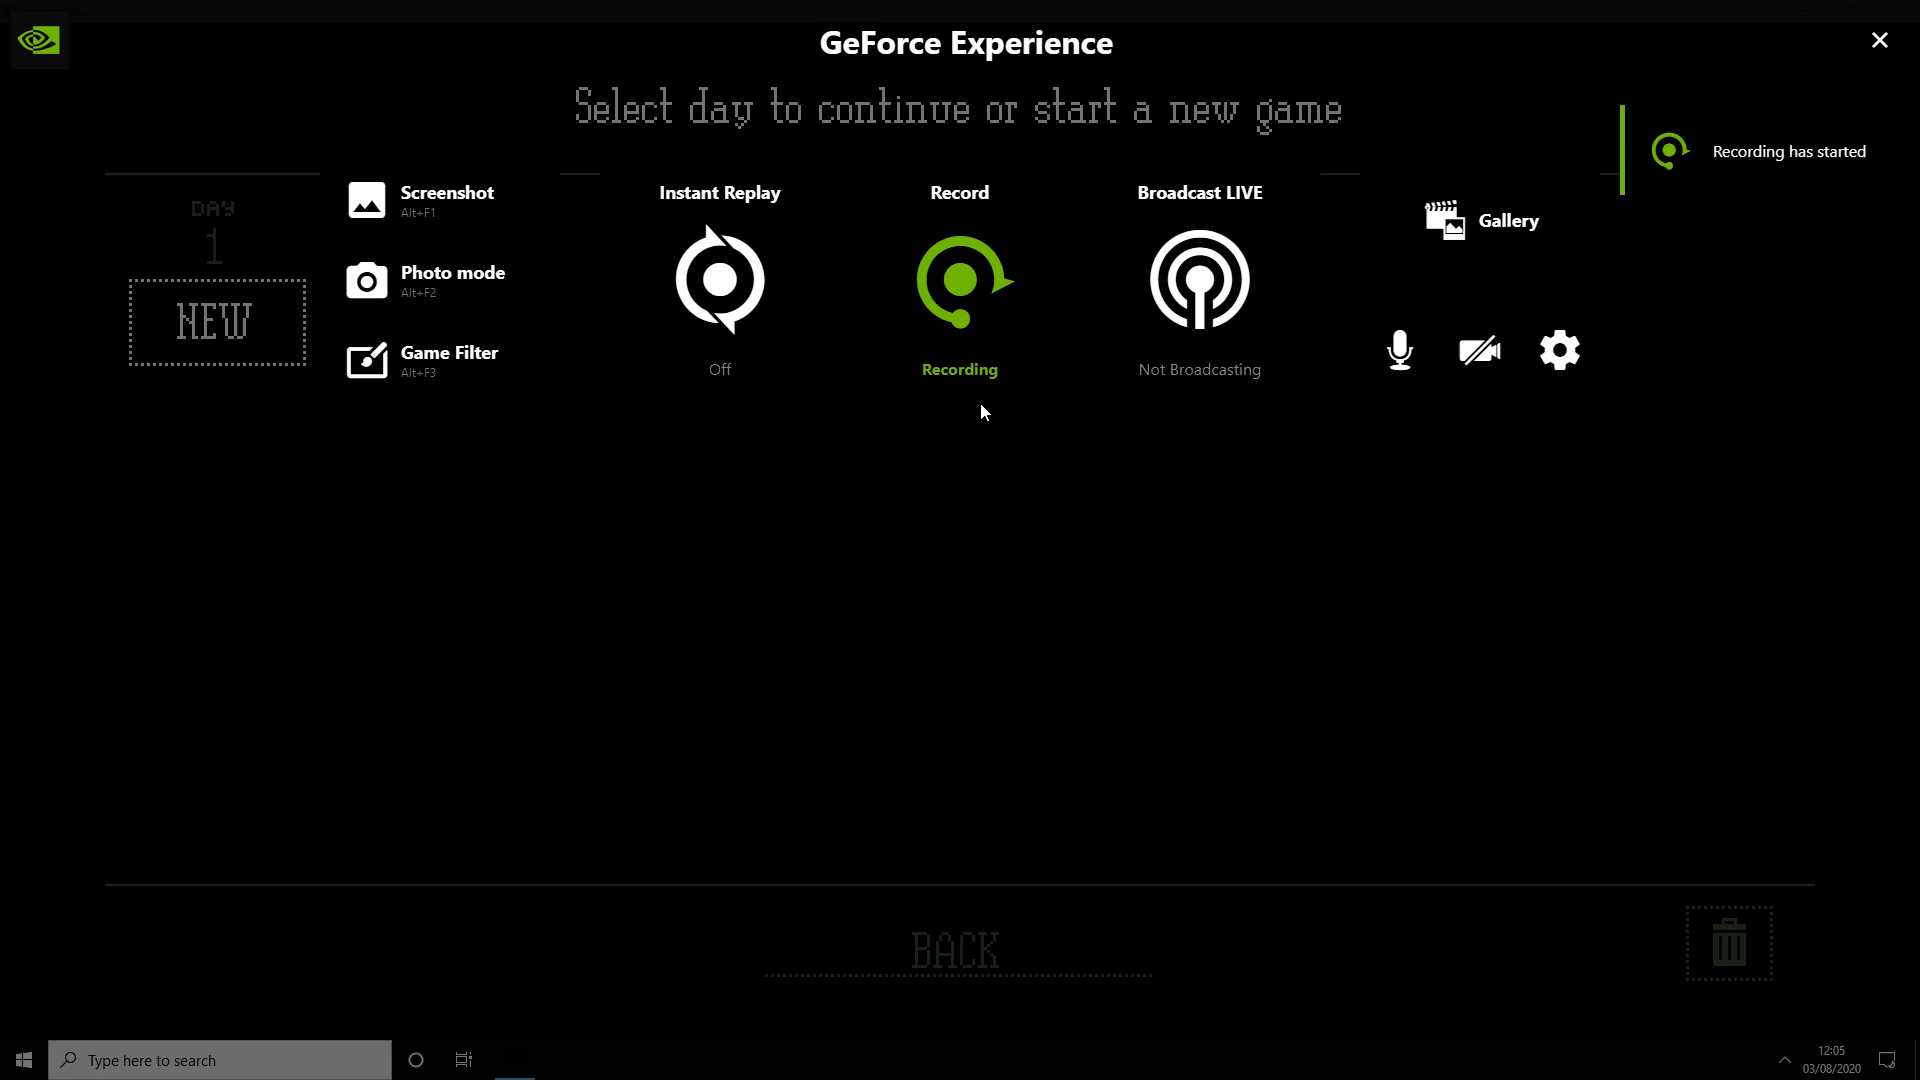 GeForce Experience
Select day to continue or start a new game
Recording has started
Screenshot
Alt+F1
Instant Replay
Record
Broadcast LIVE
Gallery
DAY
1
NEW
Photo mode
Alt+F2
Game Filter
Alt+F3
Off
Recording
Not Broadcasting
BACK
Type here to search
12:05
03/08/2020